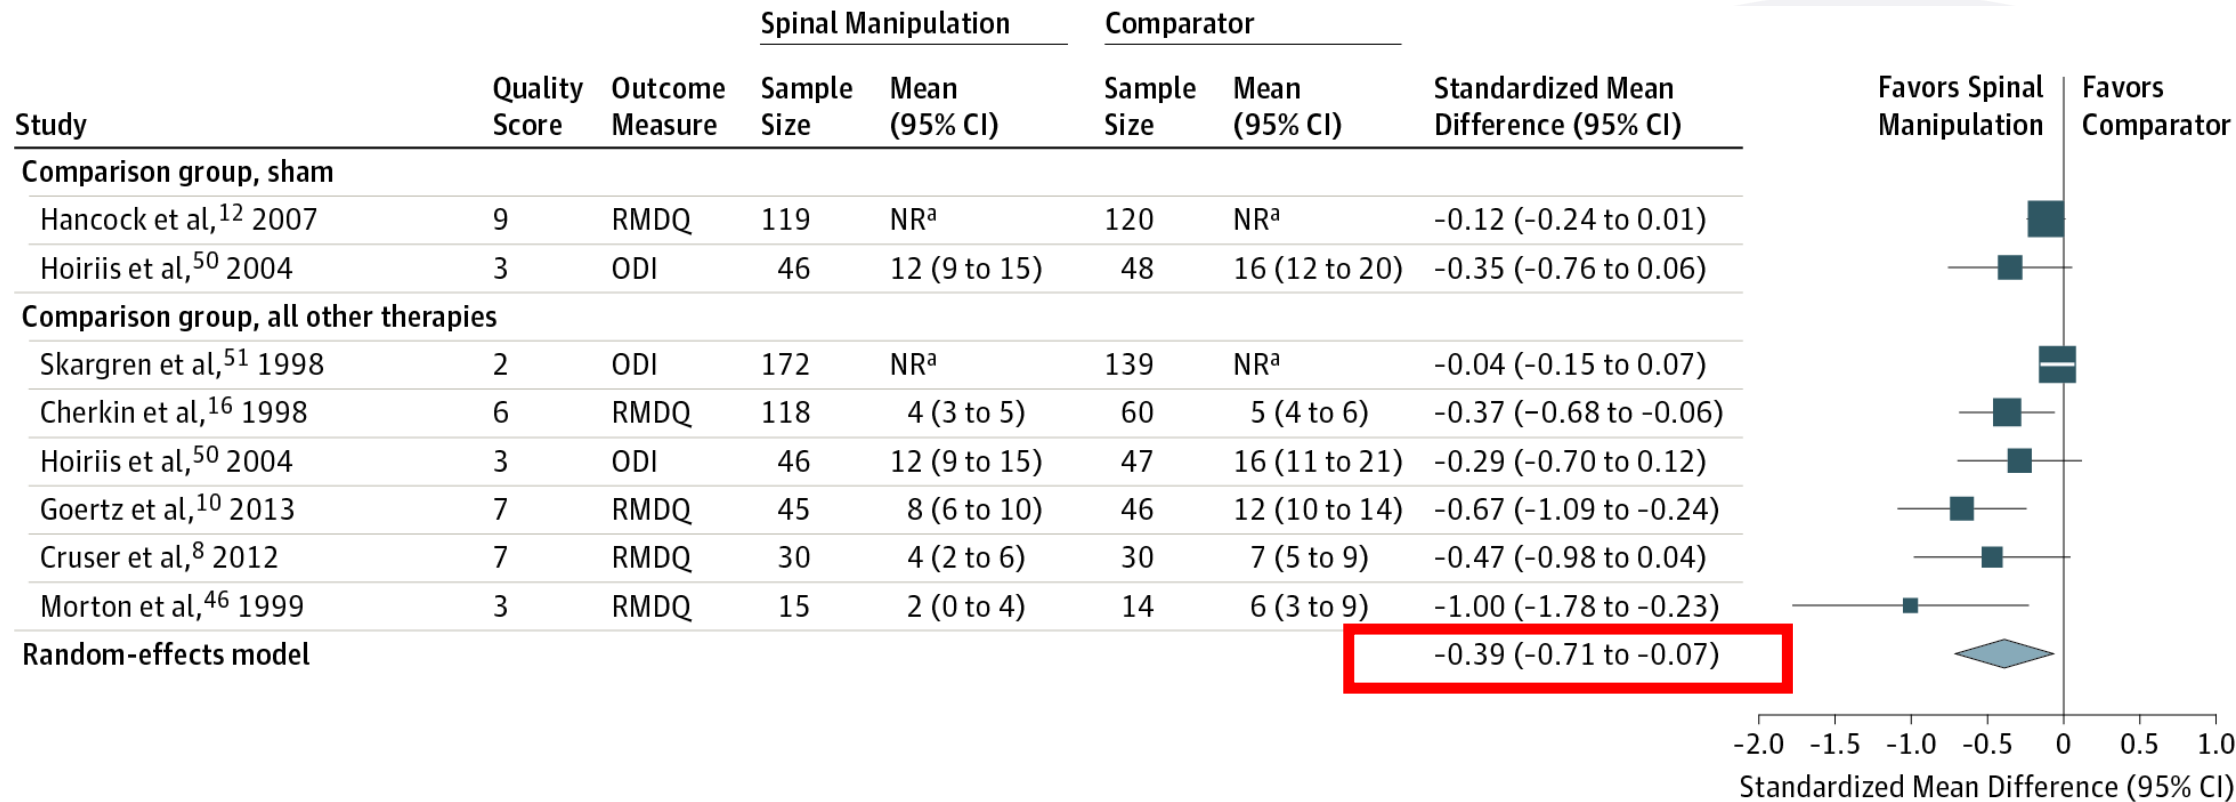 Spinal Manipulation Comparator
Quality Outcome Sample Mean Sample Mean Standardized Mean Favors Spinal Favors
Study Score Measure Size (95% CI) Size (95% CI) Difference (95% CI) Manipulation Comparator
Comparison group, sham
Hancock et al,12 2007 9 RMDQ 119 NRa 120 NRa -0.12 (-0.24 to 0.01)
Hoiriis et al,50 2004 3 ODI 46 12 (9 to 15) 48 16 (12 to 20) -0.35 (-0.76 to 0.06)
Comparison group, all other therapies
Skargren et al,51 1998 2 ODI 172 NRa 139 NRa -0.04 (-0.15 to 0.07)
Cherkin et al,16 1998 6 RMDQ 118 4 (3 to 5) 60 5 (4 to 6) -0.37 (-0.68 to -0.06)
Hoiriis et al,50 2004 3 ODI 46 12 (9 to 15) 47 16 (11 to 21) -0.29 (-0.70 to 0.12)
Goertz et al,10 2013 7 RMDQ 45 8 (6 to 10) 46 12 (10 to 14) -0.67 (-1.09 to -0.24)
Cruser et al,8 2012 7 RMDQ 30 4 (2 to 6) 30 7 (5 to 9) -0.47 (-0.98 to 0.04)
Morton et al,46 1999 3 RMDQ 15 2 (0 to 4) 14 6 (3 to 9) -1.00 (-1.78 to -0.23)
Random-effects model -0.39 (-0.71 to -0.07)
-2.0 -1.5 -1.0 -0.5 0 0.5 1.0
Standardized Mean Difference (95% CI)